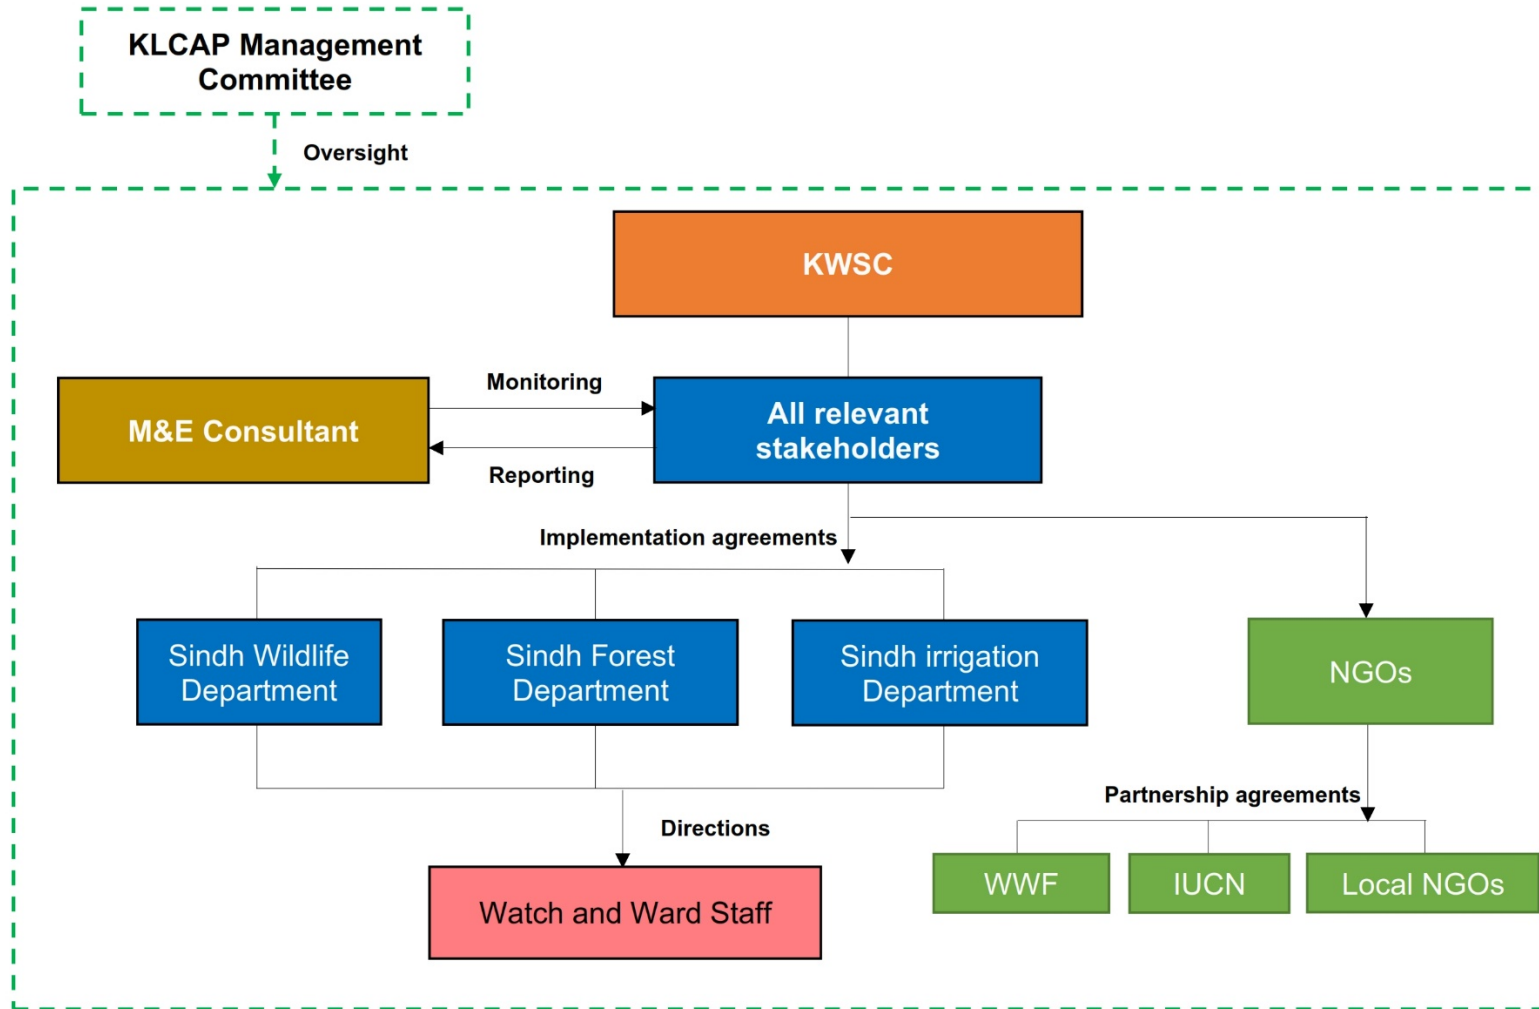 KLCAP Management
Committee
Oversight
KWSC
Monitoring
M&E Consultant
All relevant
stakeholders
Reporting
Implementation agreements
Sindh Wildlife
Department
Sindh Forest
Department
Sindh irrigation
Department
NGOs
Partnership agreements
Directions
WWF
IUCN
Local NGOs
Watch and Ward Staff